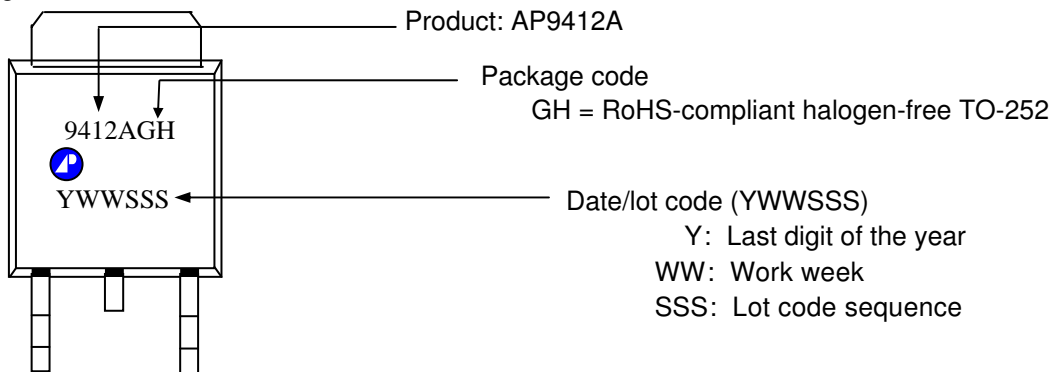 Product: AP9412A
Package code
GH = RoHS-compliant halogen-free TO-252
9412AGH
YWWSSS
Date/lot code (YWWSSS)
Y: Last digit of the year
WW: Work week
SSS: Lot code sequence